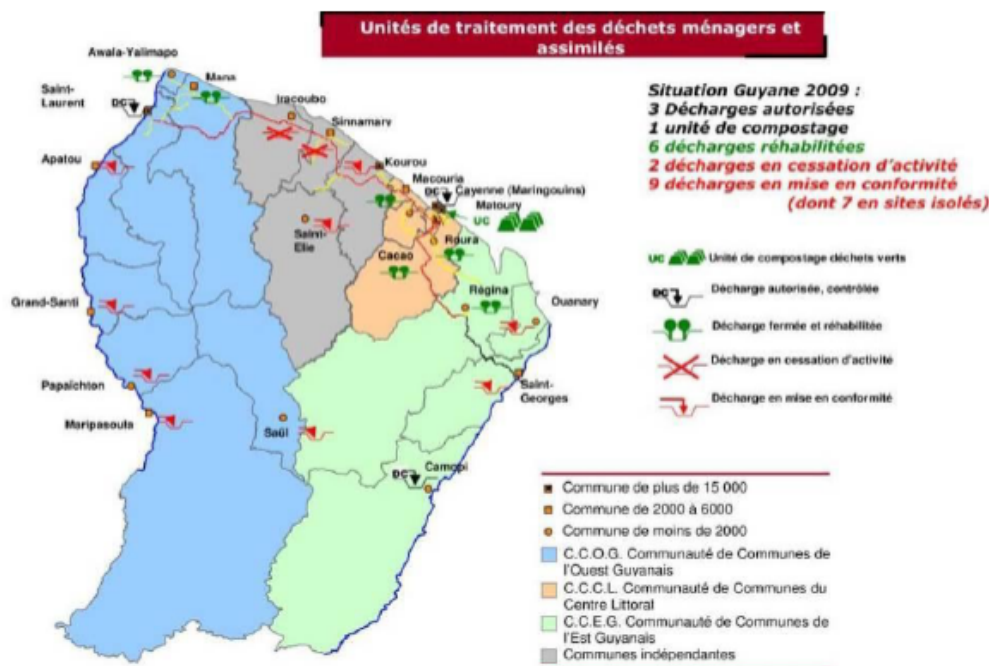 Unités de traitement des déchets ménagers et
assimilés
Situation Guyane 2009 :
3 Décharges autorisées
1 unité de compostage
6 décharges réhabilitées
2 décharges en cessation d'activité
9 décharges en mise en conformité
(dont 7 en sites isolés)
Awala-Yalimapo
Mana
Saint-
Laurent
DC
Iracoubo
Sinnamary
Apatou
Kourou
Macouria
DC
Cayenne (Maringouins)
Matoury
UC
Saint-
Elie
Roura
Cacao
Grand-Santi
Régina
Ouanary
Papaïchton
Saint-
Georges
Maripasoula
Saül
DC
Camopi
UC Unité de compostage déchets verts
DC Décharge autorisée, contrôlée
Décharge fermée et réhabilitée
Décharge en cessation d'activité
Décharge en mise en conformité
Commune de plus de 15 000
Commune de 2000 à 6000
Commune de moins de 2000
C.C.O.G. Communauté de Communes de
l'Ouest Guyanais
C.C.C.L. Communauté de Communes du
Centre Littoral
C.C.E.G. Communauté de Communes de
l'Est Guyanais
Communes indépendantes